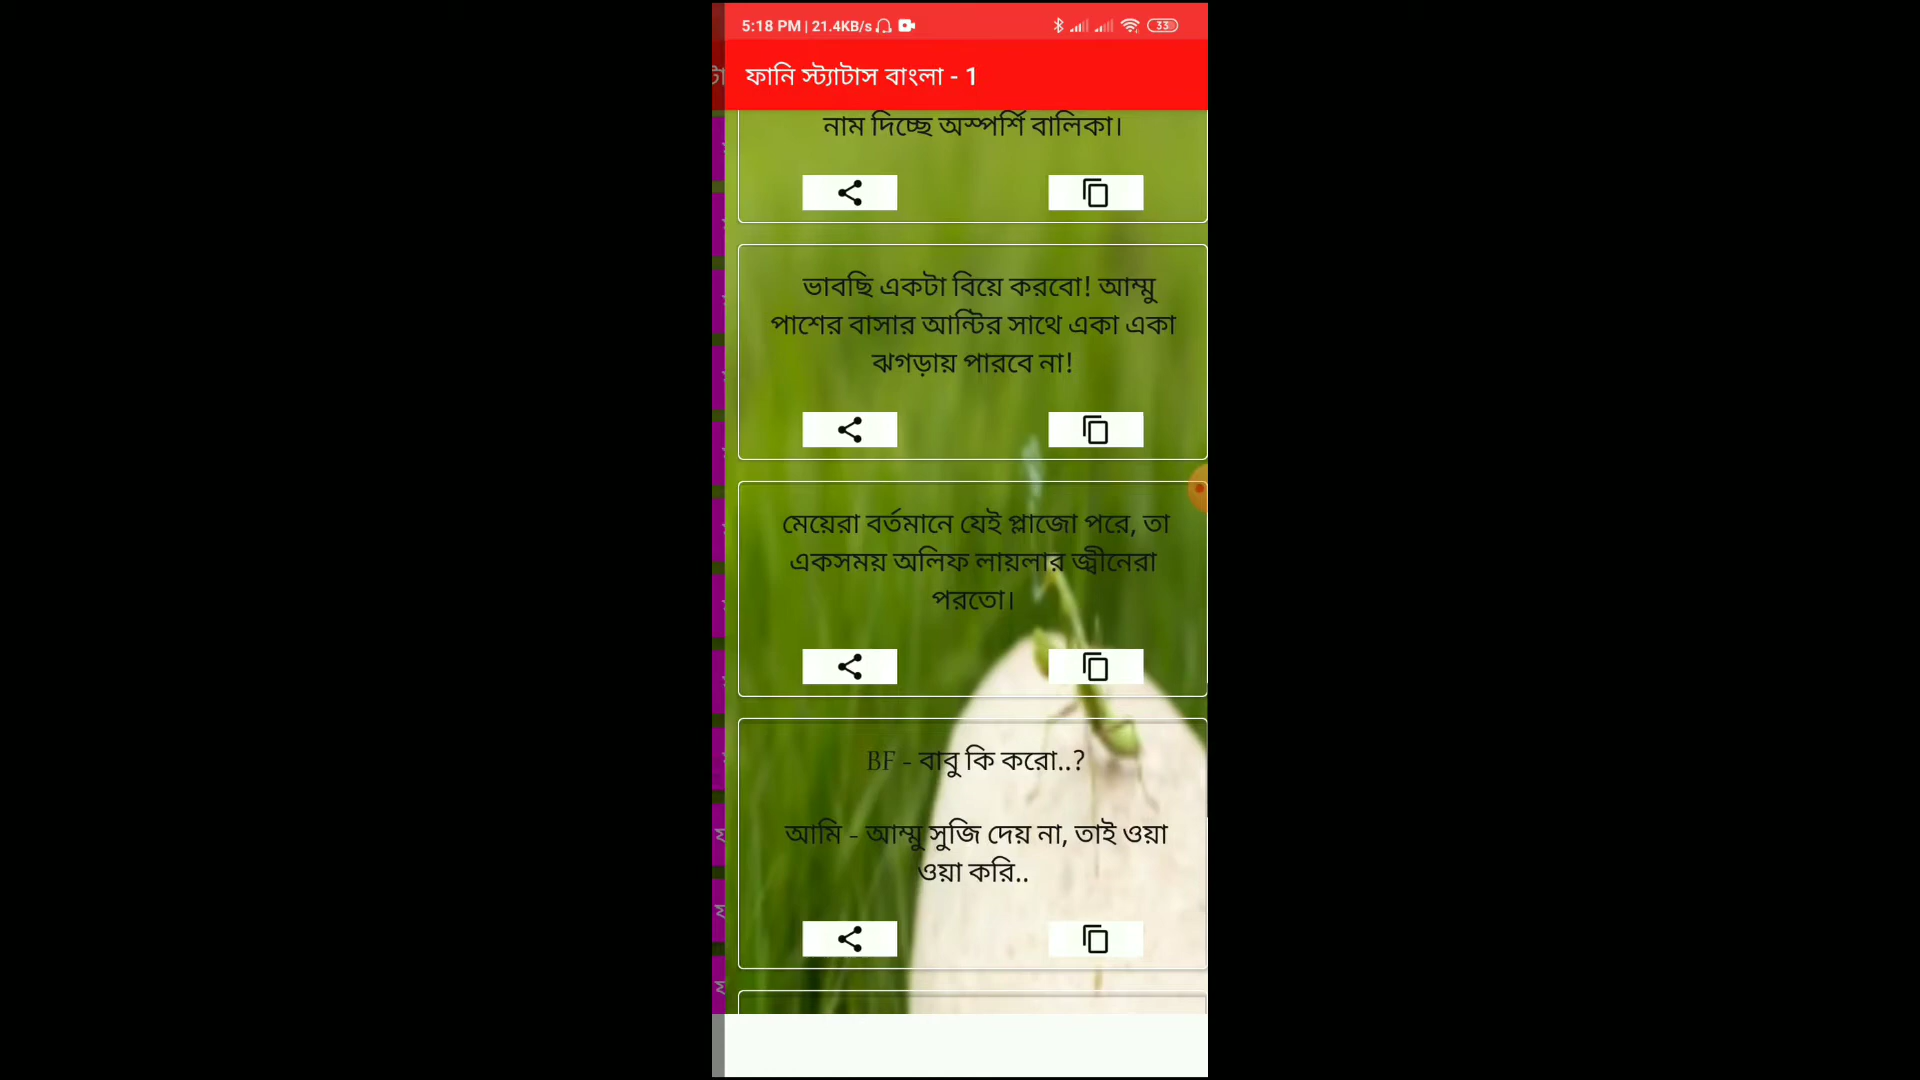 5:18 PM | 21.4KB/s
33
ফানি স্ট্যাটাস বাংলা - 1
নাম দিচ্ছে অস্পর্শি বালিকা।
ভাবছি একটা বিয়ে করবো! আম্মু
পাশের বাসার আন্টির সাথে একা একা
ঝগড়ায় পারবে না!
মেয়েরা বর্তমানে যেই প্লাজো পরে, তা
একসময় অলিফ লায়লার জ্বীনেরা
পরতো।
BF - বাবু কি করো..?
আমি - আম্মু সুজি দেয় না, তাই ওয়া
ওয়া করি..